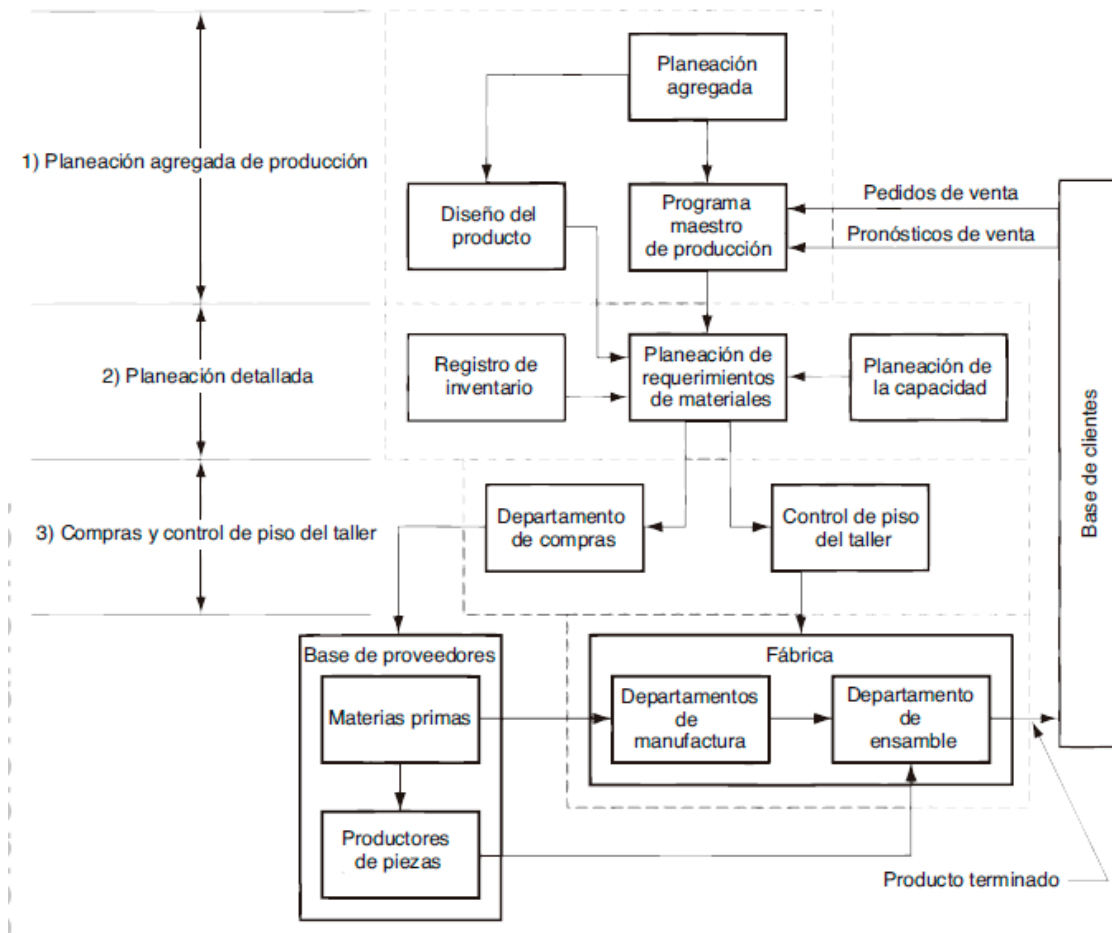 Planeación
agregada
1) Planeación agregada de producción
Diseño del
producto
Programa
maestro
de producción
Pedidos de venta
Pronósticos de venta
Base de clientes
2) Planeación detallada
Registro de
inventario
Planeación de
requerimientos
de materiales
Planeación de
la capacidad
3) Compras y control de piso del taller
Departamento
de compras
Control de piso
del taller
Base de proveedores
Materias primas
Productores
de piezas
Fábrica
Departamentos
de
manufactura
Departamento
de
ensamble
Producto terminado